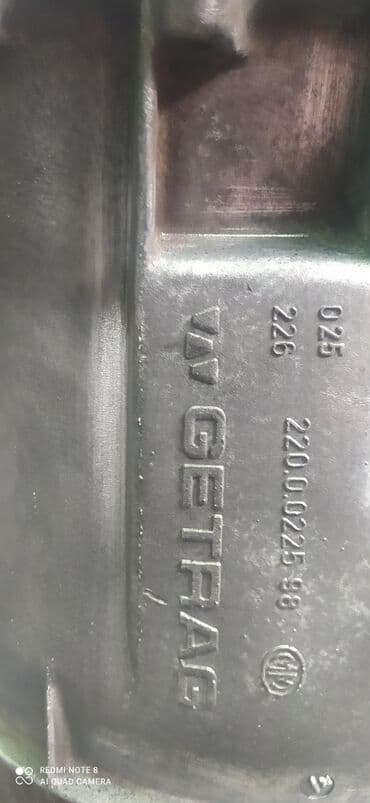 025
226
220.0.0225 98
GETRAG
REDMI NOTE 8
AI QUAD CAMERA